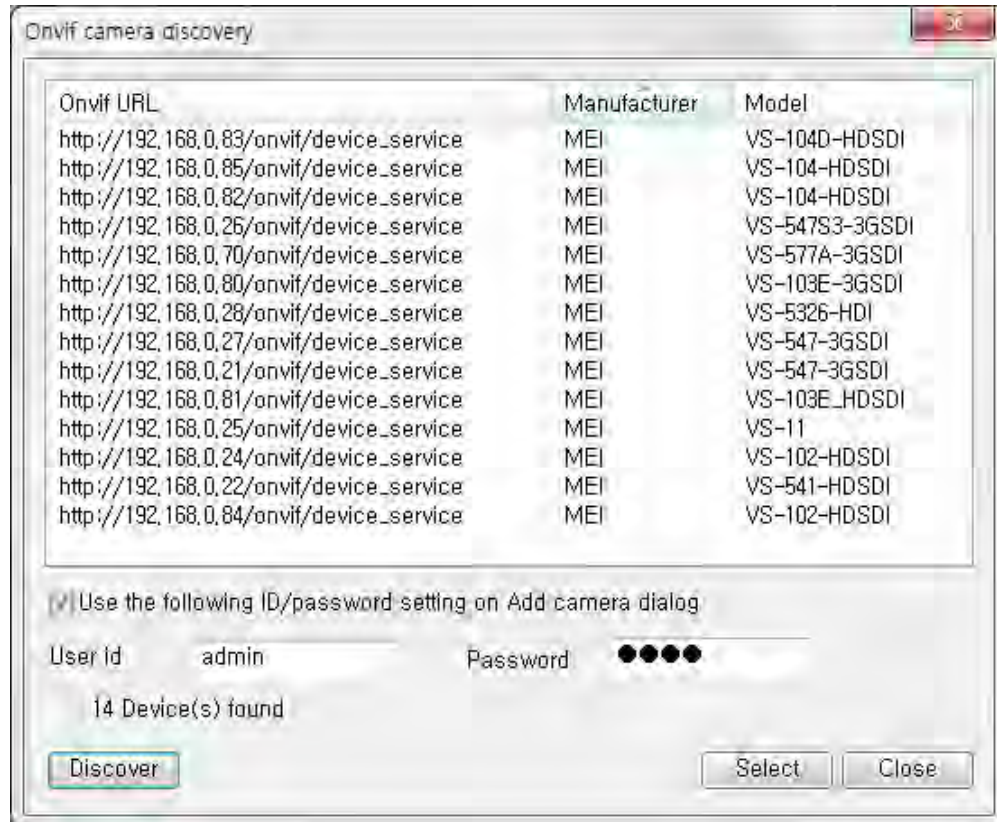 Onvif camera discovery
Onvif URL Manufacturer Model
http://192.168.0.83/onvif/device_service MEI VS-104D-HDSDI
http://192.168.0.85/onvif/device_service MEI VS-104-HDSDI
http://192.168.0.82/onvif/device_service MEI VS-104-HDSDI
http://192.168.0.26/onvif/device_service MEI VS-547S3-3GSDI
http://192.168.0.70/onvif/device_service MEI VS-577A-3GSDI
http://192.168.0.80/onvif/device_service MEI VS-103E-3GSDI
http://192.168.0.28/onvif/device_service MEI VS-5326-HDI
http://192.168.0.27/onvif/device_service MEI VS-547-3GSDI
http://192.168.0.21/onvif/device_service MEI VS-547-3GSDI
http://192.168.0.81/onvif/device_service MEI VS-103E_HDSDI
http://192.168.0.25/onvif/device_service MEI VS-11
http://192.168.0.24/onvif/device_service MEI VS-102-HDSDI
http://192.168.0.22/onvif/device_service MEI VS-541-HDSDI
http://192.168.0.84/onvif/device_service MEI VS-102-HDSDI
Use the following ID/password setting on Add camera dialog
User id admin Password ●●●●
14 Device(s) found
Discover Select Close